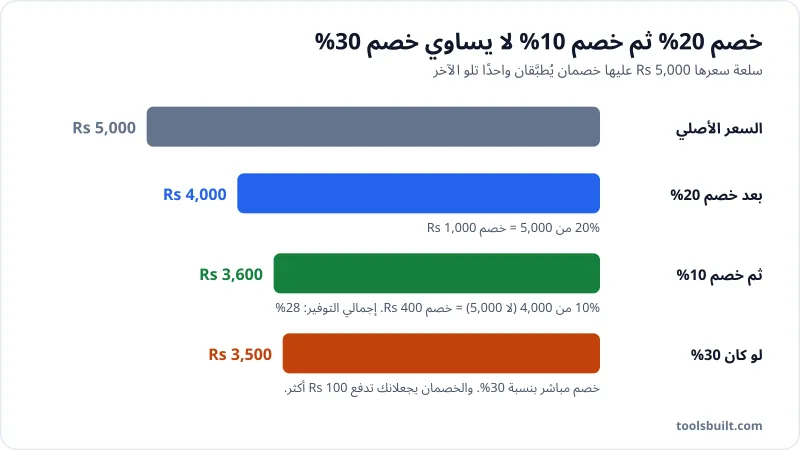 خصم 20% ثم خصم 10% لا يساوي خصم 30%
سلعة سعرها Rs 5,000 عليها خصمان يُطبَّقان واحدًا تلو الآخر
السعر الأصلي
Rs 5,000
بعد خصم 20%
Rs 4,000
20% من 5,000 = خصم Rs 1,000
ثم خصم 10%
Rs 3,600
10% من 4,000 (لا 5,000) = خصم Rs 400. إجمالي التوفير: 28%
لو كان 30%
Rs 3,500
خصم مباشر بنسبة 30%. والخصمان يجعلانك تدفع Rs 100 أكثر.
toolsbuilt.com